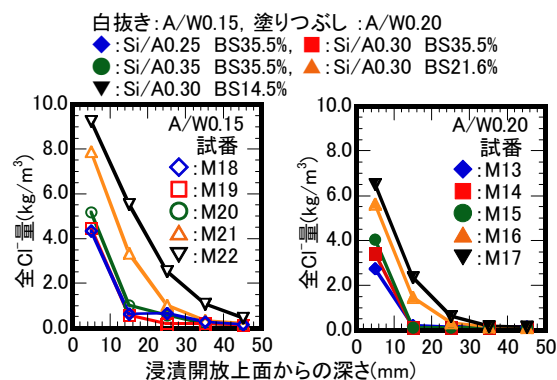 白抜き:A/W0.15, 塗りつぶし :A/W0.20
:Si/A0.25 BS35.5%, :Si/A0.30 BS35.5%
:Si/A0.35 BS35.5%, :Si/A0.30 BS21.6%
:Si/A0.30 BS14.5%
全Cl⁻量(kg/m³)
10.0
8.0
6.0
4.0
2.0
0.0
A/W0.15
試番
:M18
:M19
:M20
:M21
:M22
0 10 20 30 40 50
全Cl⁻量(kg/m³)
10.0
8.0
6.0
4.0
2.0
0.0
A/W0.20
試番
:M13
:M14
:M15
:M16
:M17
0 10 20 30 40 50
浸漬開放上面からの深さ(mm)